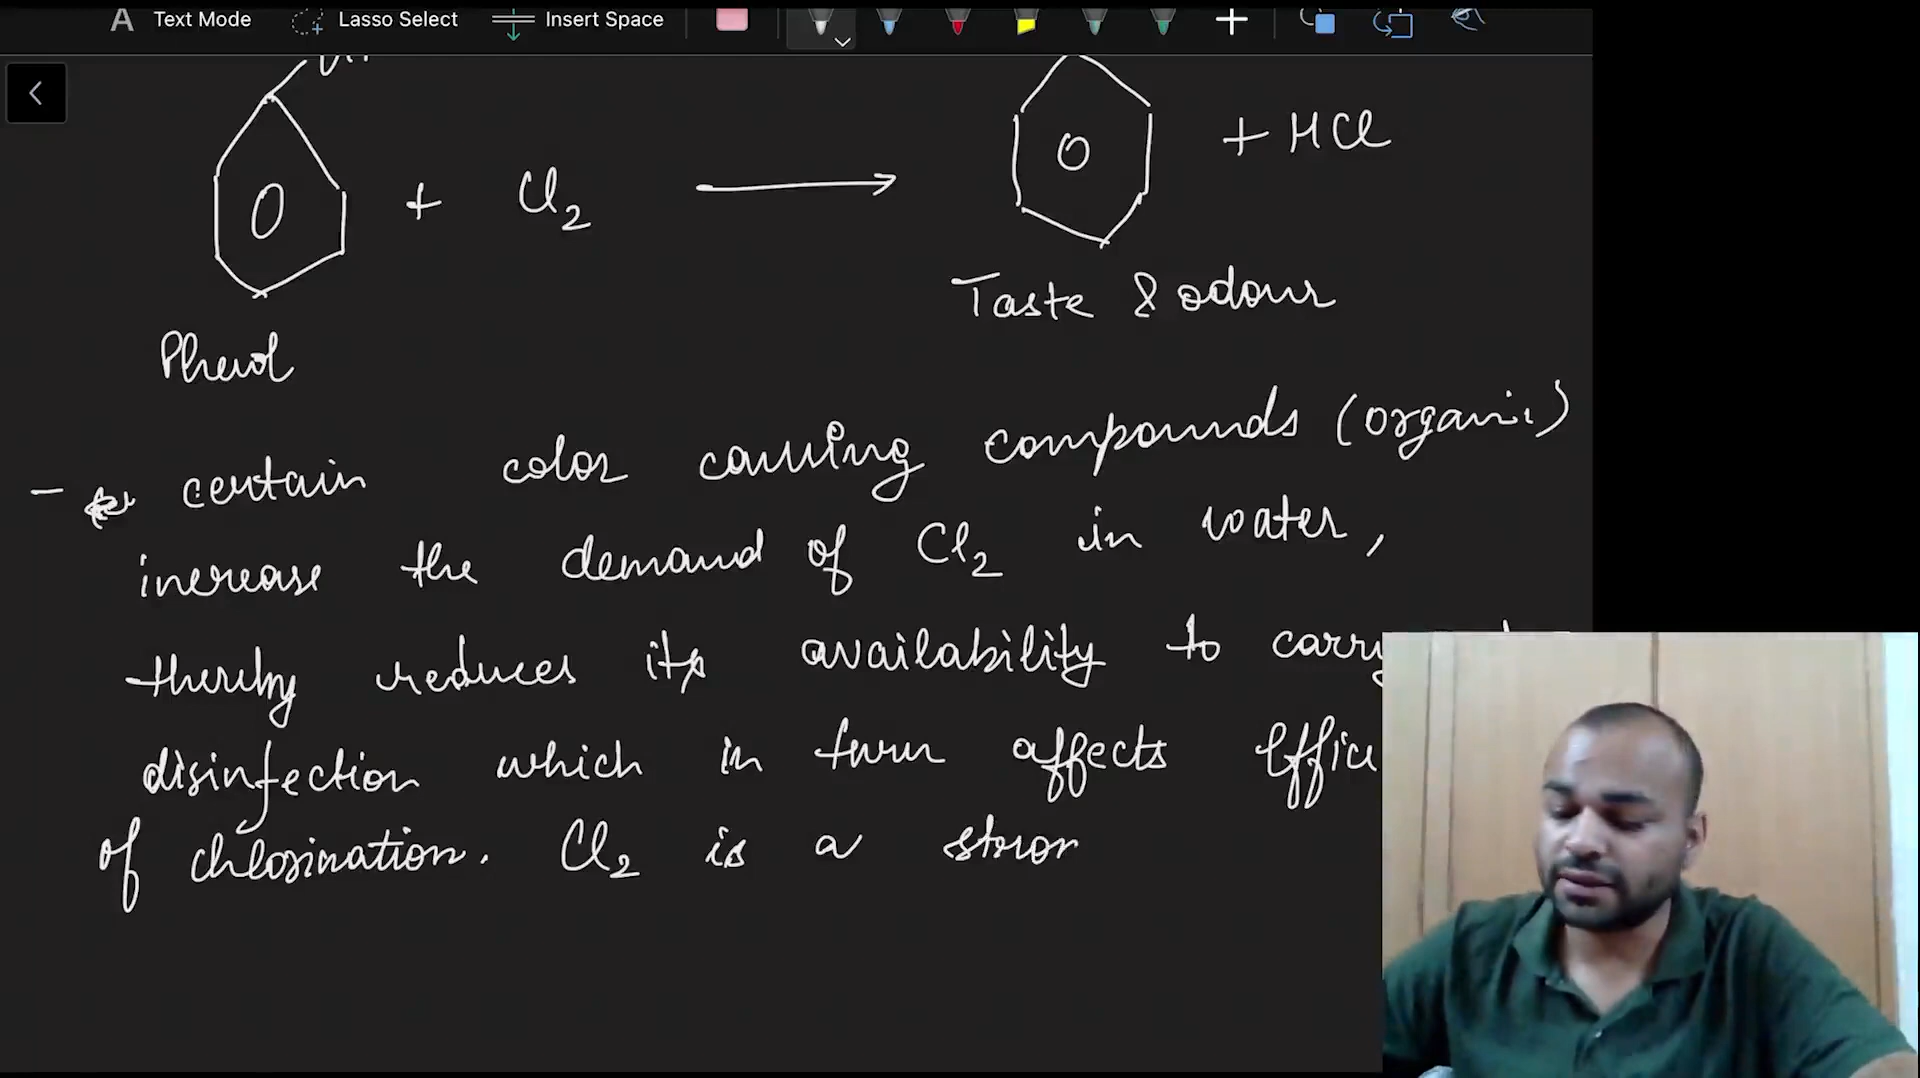 A Text Mode Lasso Select Insert Space
+ HCl
+ Cl2
Taste & odour
Phenol
- certain color causing compounds (organic)
increase the demand of Cl2 in water,
thereby reduces its availability to carry
disinfection which in turn affects Effic
of chlorination. Cl2 is a stron